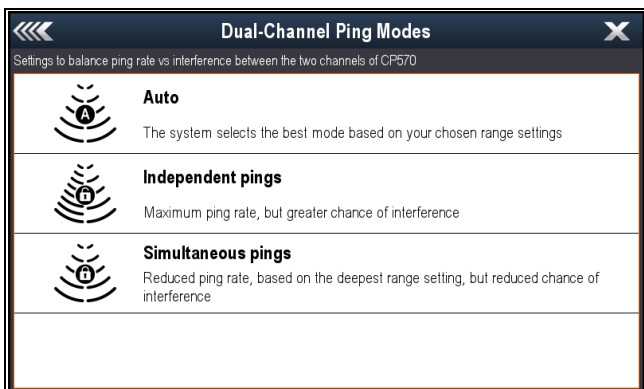 Dual-Channel Ping Modes
Settings to balance ping rate vs interference between the two channels of CP570
Auto
A
The system selects the best mode based on your chosen range settings
Independent pings
Maximum ping rate, but greater chance of interference
Simultaneous pings
Reduced ping rate, based on the deepest range setting, but reduced chance of
interference